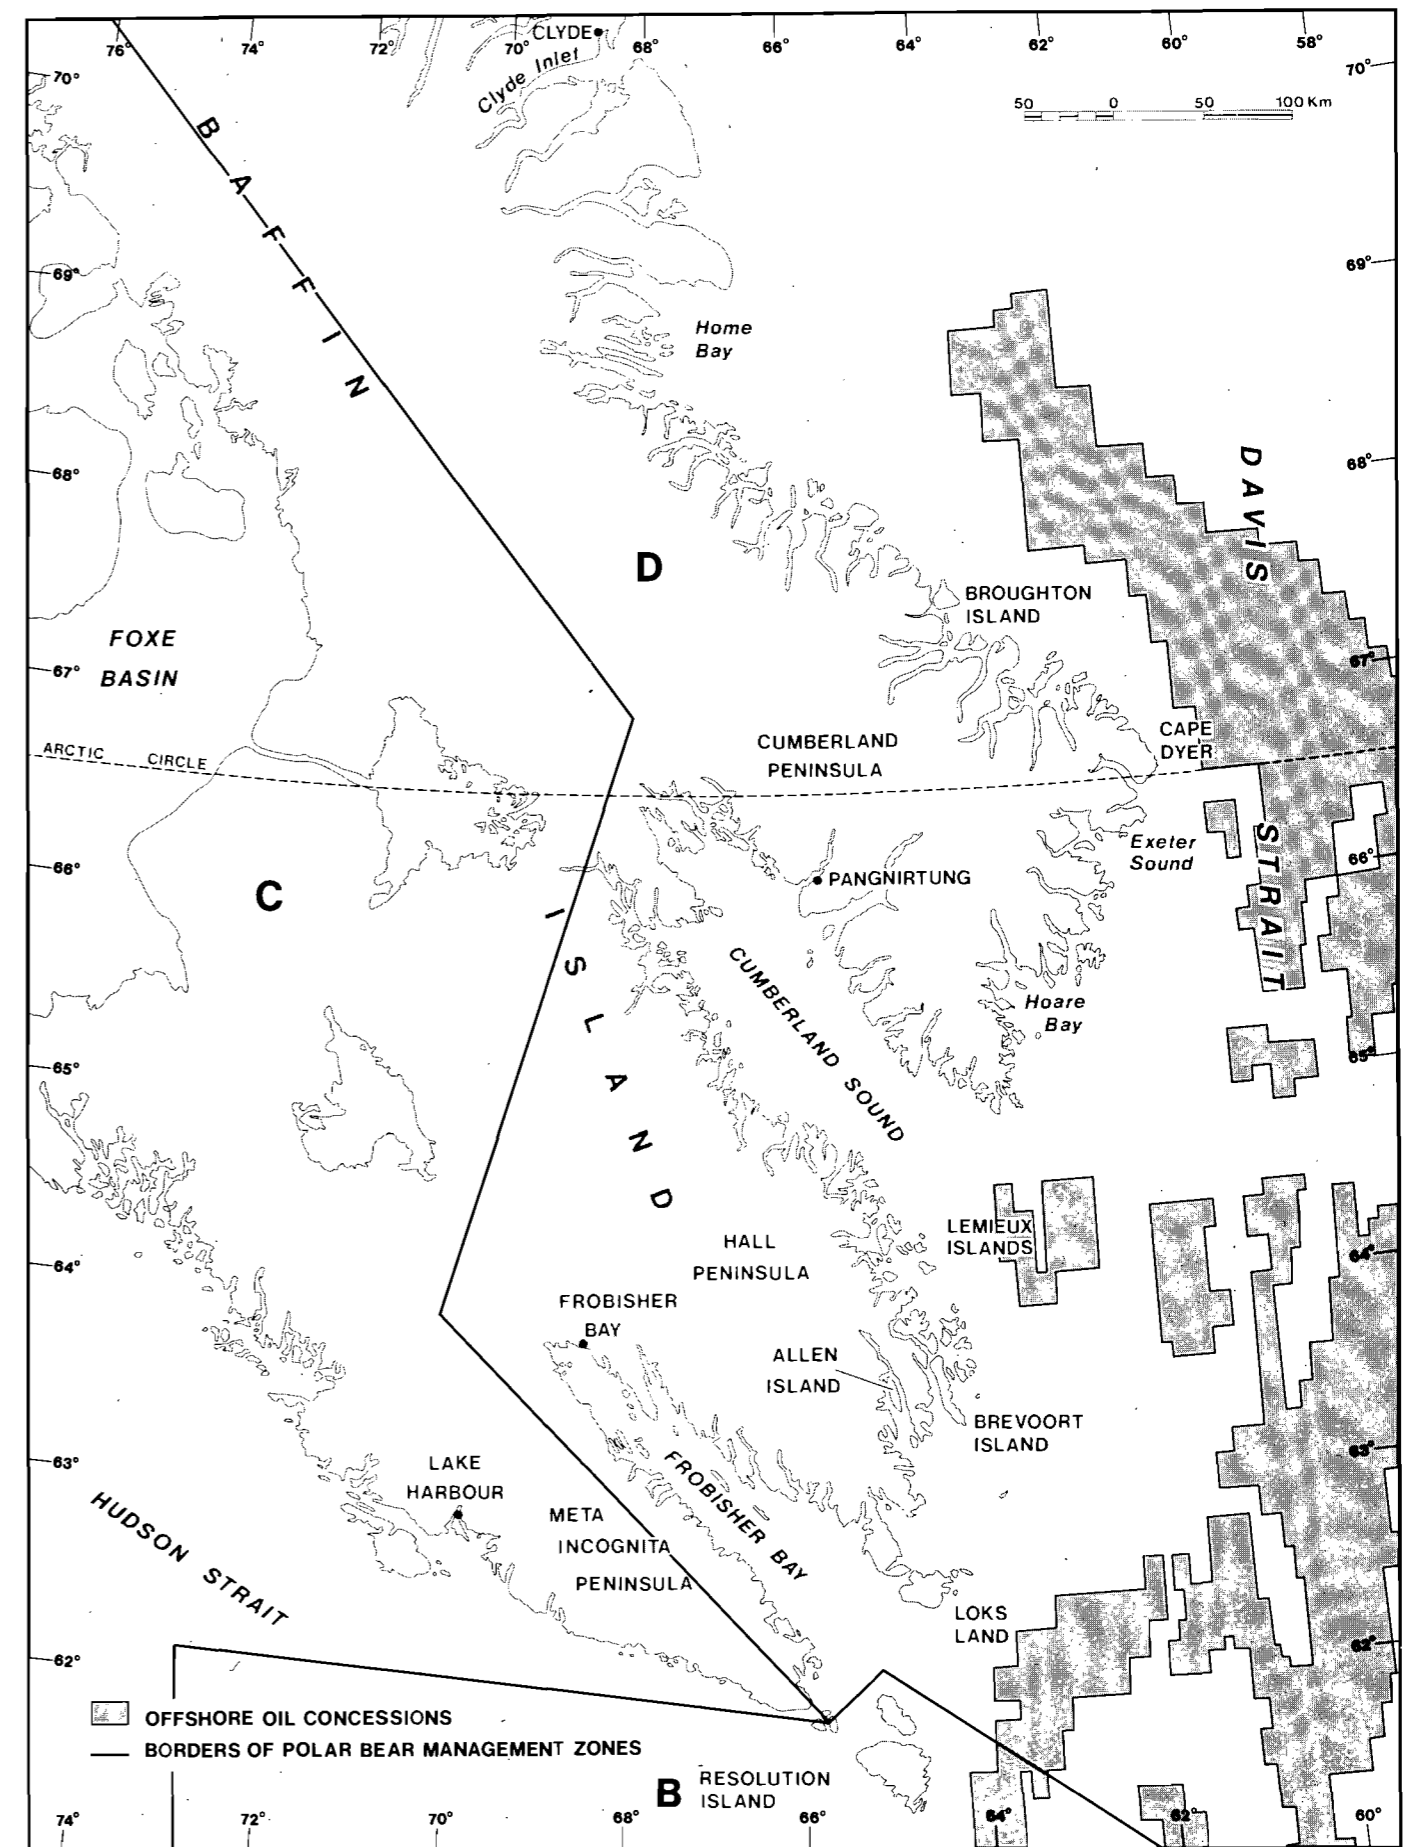 76° 74° 72° 70° 68° 66° 64° 62° 60° 58°
CLYDE
Clyde Inlet
70°
70°
50 0 50 100 Km
BAFFIN
69°
69°
Home
Bay
68°
68°
DAVIS
D
BROUGHTON
ISLAND
FOXE
BASIN
67°
67°
CAPE
DYER
CUMBERLAND
PENINSULA
ARCTIC CIRCLE
STRAIT
Exeter
Sound
66°
66°
C
PANGNIRTUNG
ISLAND
CUMBERLAND SOUND
Hoare
Bay
65°
65°
LEMIEUX
ISLANDS
HALL
PENINSULA
64°
64°
FROBISHER
BAY
ALLEN
ISLAND
BREVOORT
ISLAND
63°
63°
LAKE
HARBOUR
FROBISHER BAY
HUDSON STRAIT
META
INCOGNITA
PENINSULA
LOKS
LAND
62°
62°
OFFSHORE OIL CONCESSIONS
BORDERS OF POLAR BEAR MANAGEMENT ZONES
B
RESOLUTION
ISLAND
74° 72° 70° 68° 66° 64° 62° 60°